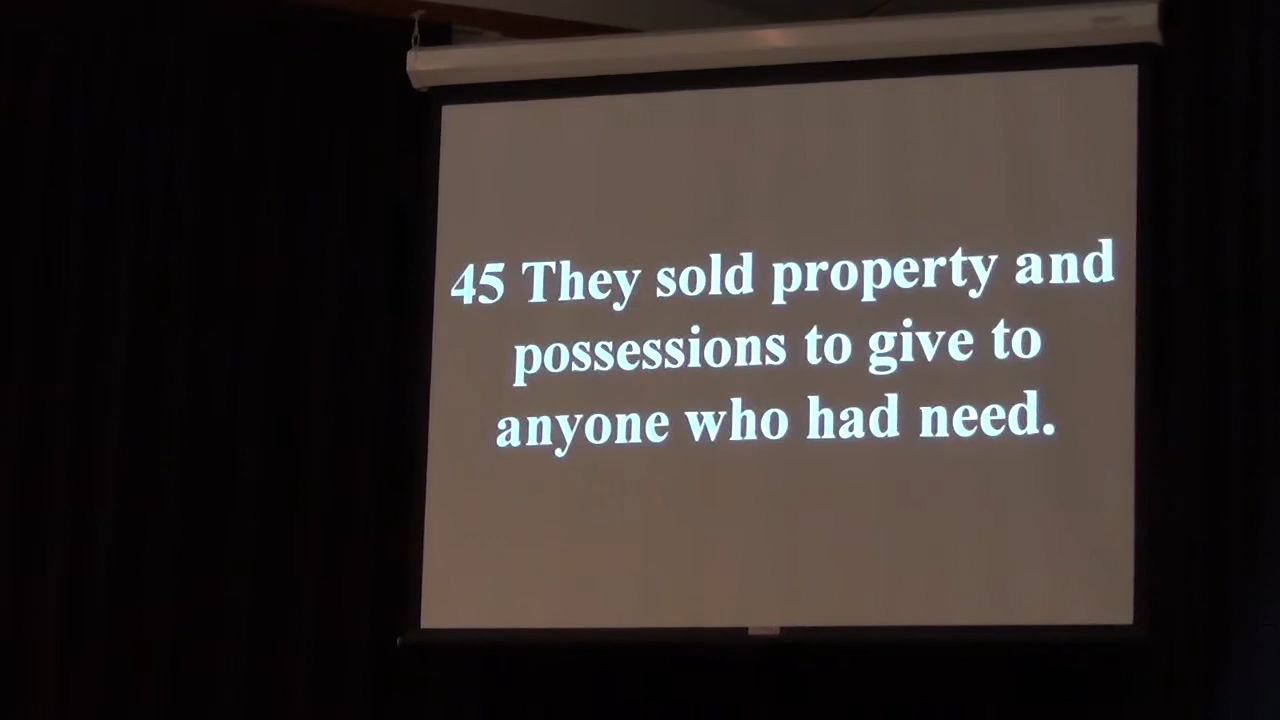 45 They sold property and
possessions to give to
anyone who had need.